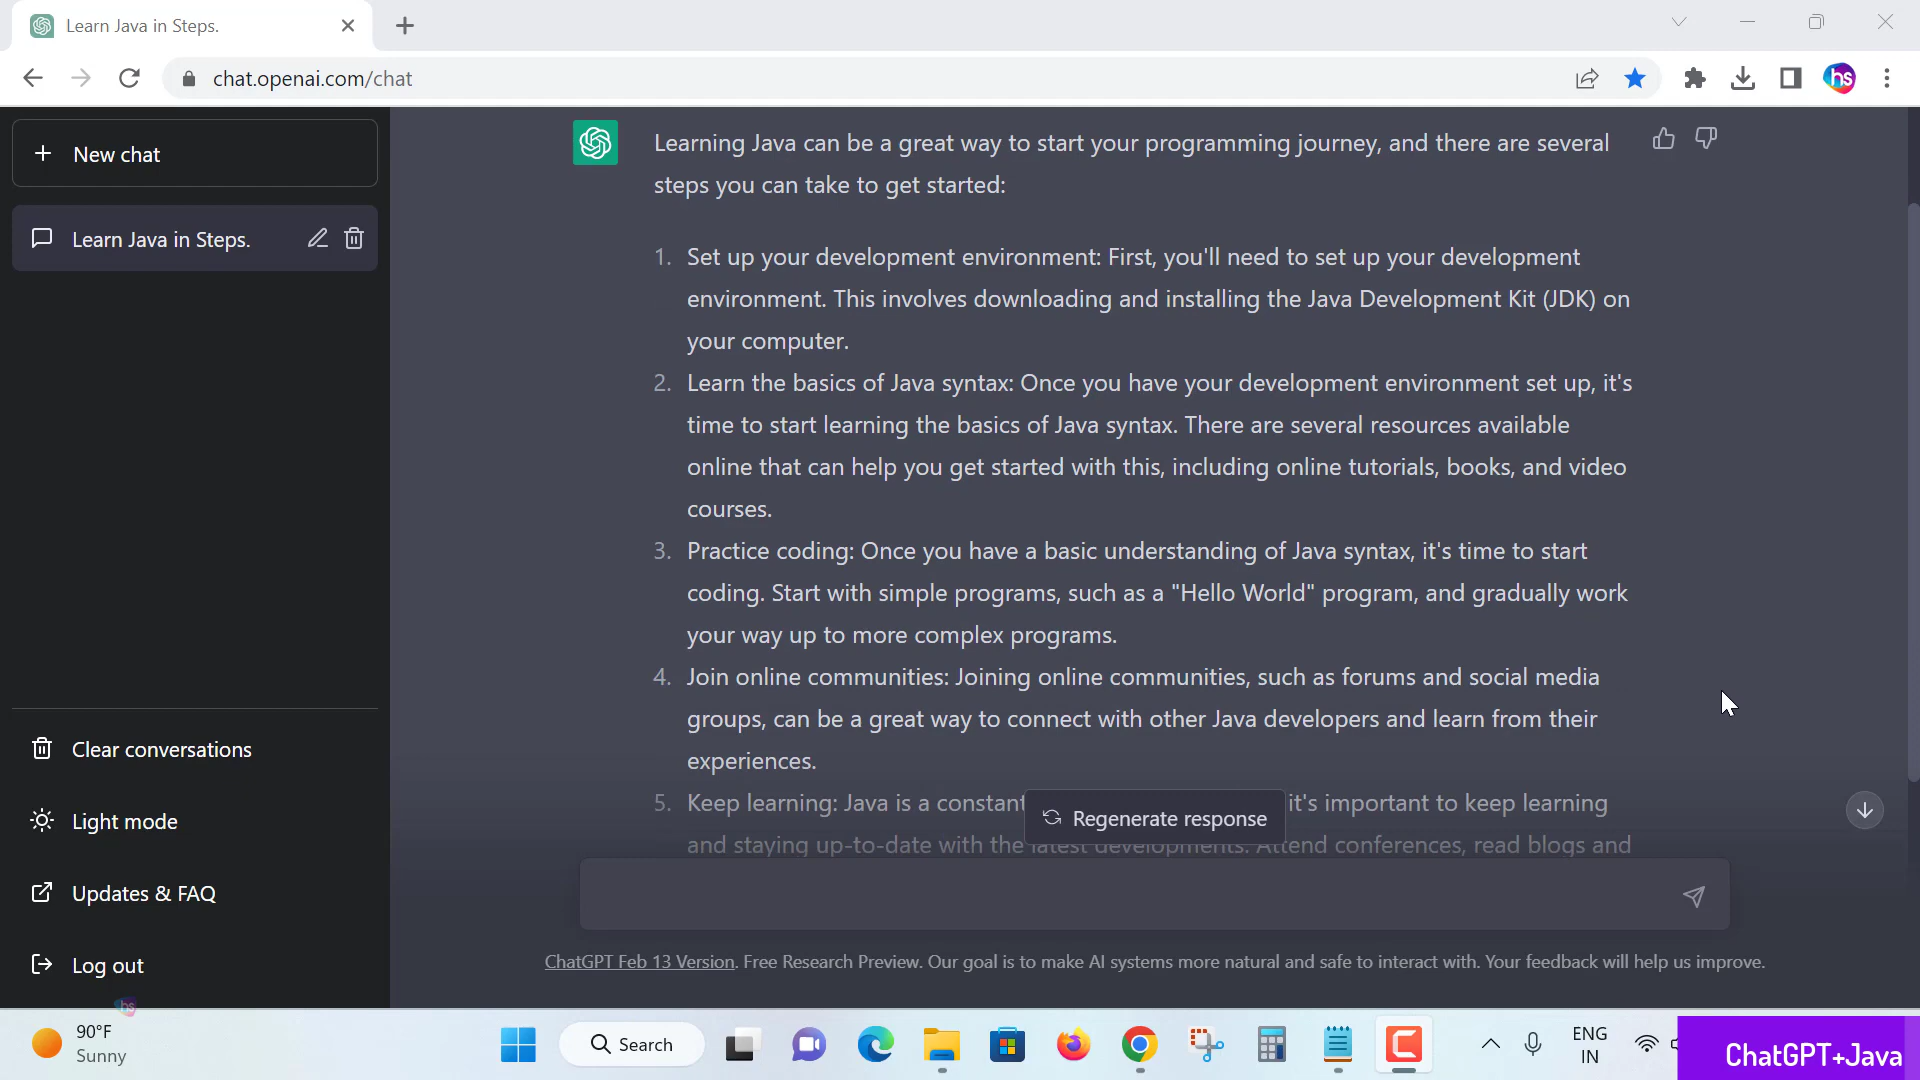 Learn Java in Steps.
chat.openai.com/chat
hs
New chat
Learn Java in Steps.
Clear conversations
Light mode
Updates & FAQ
Log out
Learning Java can be a great way to start your programming journey, and there are several
steps you can take to get started:
1. Set up your development environment: First, you'll need to set up your development
environment. This involves downloading and installing the Java Development Kit (JDK) on
your computer.
2. Learn the basics of Java syntax: Once you have your development environment set up, it's
time to start learning the basics of Java syntax. There are several resources available
online that can help you get started with this, including online tutorials, books, and video
courses.
3. Practice coding: Once you have a basic understanding of Java syntax, it's time to start
coding. Start with simple programs, such as a "Hello World" program, and gradually work
your way up to more complex programs.
4. Join online communities: Joining online communities, such as forums and social media
groups, can be a great way to connect with other Java developers and learn from their
experiences.
5. Keep learning: Java is a constant it's important to keep learning
Regenerate response
and staying up-to-date with the latest developments. Attend conferences, read blogs and
ChatGPT Feb 13 Version. Free Research Preview. Our goal is to make AI systems more natural and safe to interact with. Your feedback will help us improve.
hs
90°F
Sunny
Search
ENG
IN
ChatGPT+Java